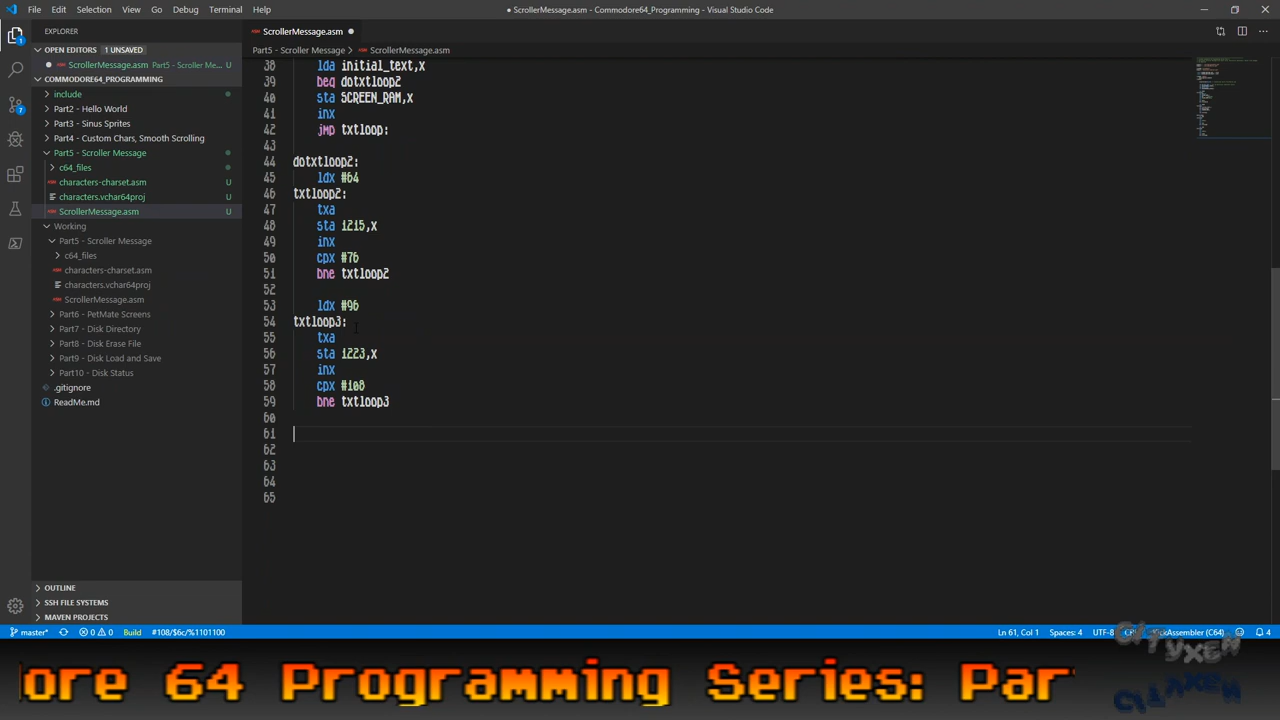 File Edit Selection View Go Debug Terminal Help
● ScrollerMessage.asm - Commodore64_Programming - Visual Studio Code
EXPLORER
OPEN EDITORS 1 UNSAVED
ScrollerMessage.asm Part5 - Scroller Me... U
COMMODORE64_PROGRAMMING
include
Part2 - Hello World
Part3 - Sinus Sprites
Part4 - Custom Chars, Smooth Scrolling
Part5 - Scroller Message
c64_files
characters-charset.asm U
characters.vchar64proj U
ScrollerMessage.asm U
Working
Part5 - Scroller Message
c64_files
characters-charset.asm
characters.vchar64proj
ScrollerMessage.asm
Part6 - PetMate Screens
Part7 - Disk Directory
Part8 - Disk Erase File
Part9 - Disk Load and Save
Part10 - Disk Status
.gitignore
ReadMe.md
OUTLINE
SSH FILE SYSTEMS
MAVEN PROJECTS
ScrollerMessage.asm ●
Part5 - Scroller Message > ScrollerMessage.asm
38 lda initial_text,x
39 beq dotxtloop2
40 sta SCREEN_RAM,x
41 inx
42 jmp txtloop:
43
44 dotxtloop2:
45 ldx #64
46 txtloop2:
47 txa
48 sta 1215,x
49 inx
50 cpx #76
51 bne txtloop2
52
53 ldx #96
54 txtloop3:
55 txa
56 sta 1223,x
57 inx
58 cpx #108
59 bne txtloop3
60
61
62
63
64
65
master* 0 0 Build #108/$6c/%1101100 Ln 61, Col 1 Spaces: 4 UTF-8 KickAssembler (C64) 4
ore 64 Programming Series: Par